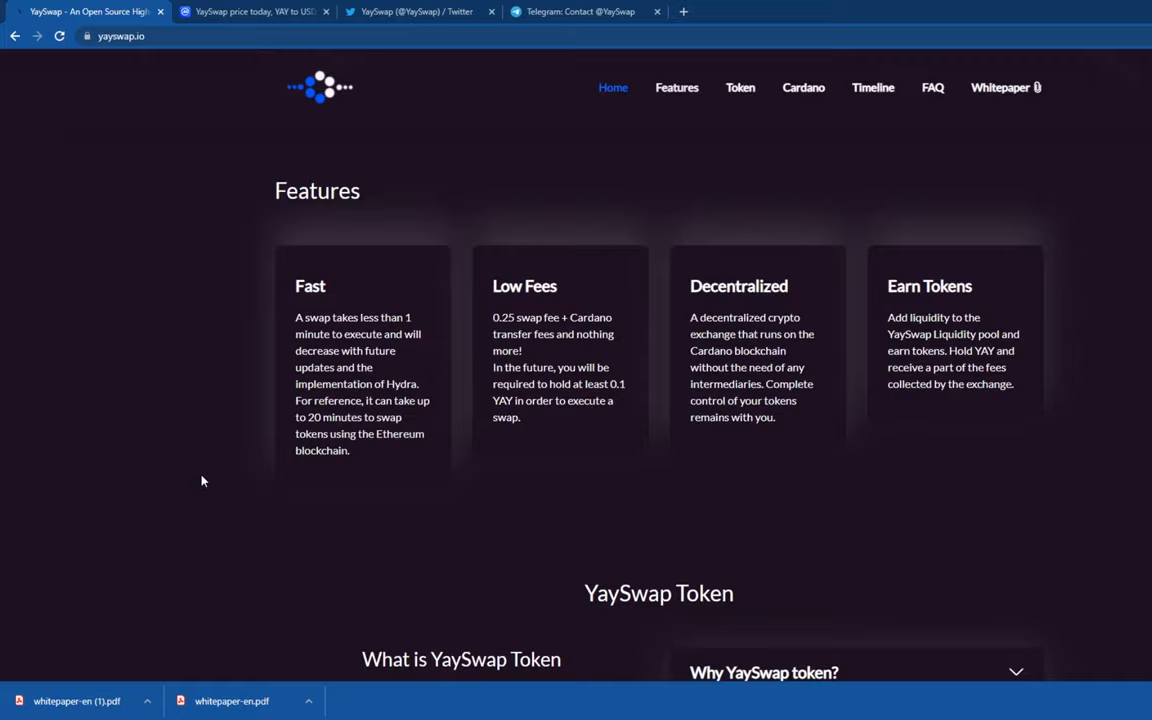 YaySwap - An Open Source High
YaySwap price today, YAY to USD
YaySwap (@YaySwap) / Twitter
Telegram: Contact @YaySwap
yayswap.io
Home
Features
Token
Cardano
Timeline
FAQ
Whitepaper
Features
Fast
A swap takes less than 1
minute to execute and will
decrease with future
updates and the
implementation of Hydra.
For reference, it can take up
to 20 minutes to swap
tokens using the Ethereum
blockchain.
Low Fees
0.25 swap fee + Cardano
transfer fees and nothing
more!
In the future, you will be
required to hold at least 0.1
YAY in order to execute a
swap.
Decentralized
A decentralized crypto
exchange that runs on the
Cardano blockchain
without the need of any
intermediaries. Complete
control of your tokens
remains with you.
Earn Tokens
Add liquidity to the
YaySwap Liquidity pool and
earn tokens. Hold YAY and
receive a part of the fees
collected by the exchange.
YaySwap Token
What is YaySwap Token
Why YaySwap token?
whitepaper-en (1).pdf
whitepaper-en.pdf